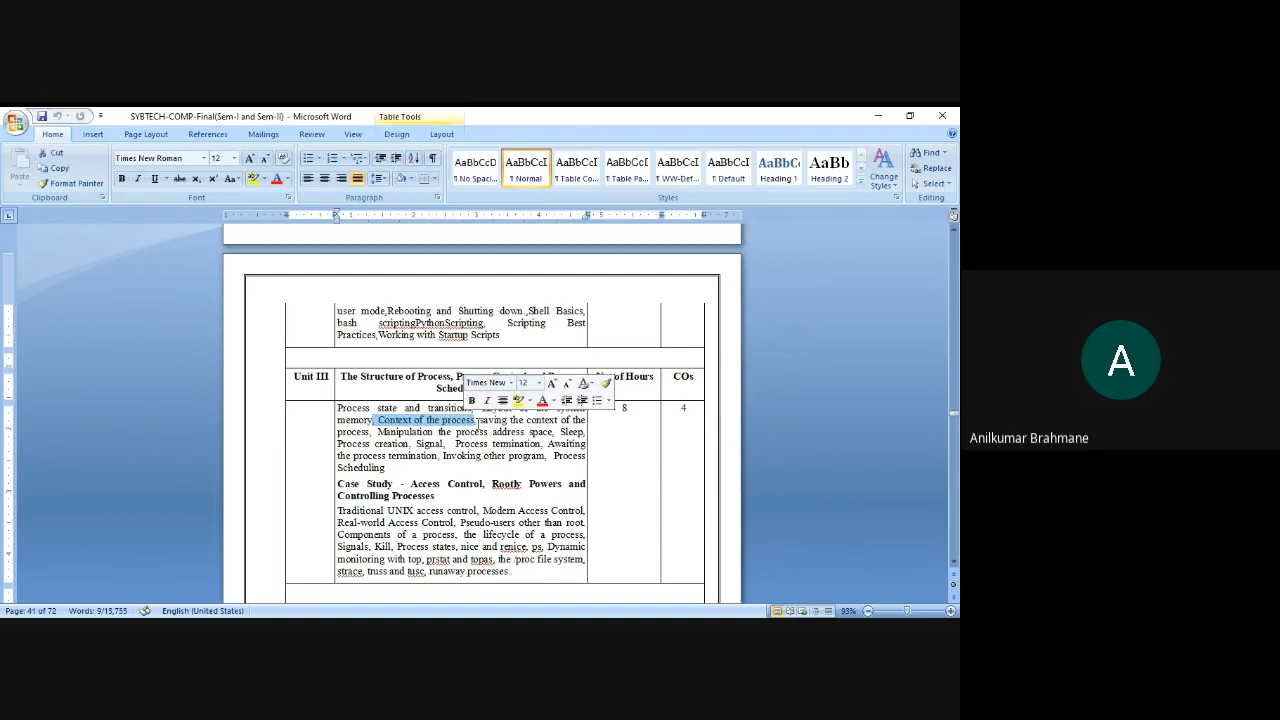 SYBTECH-COMP-Final(Sem-I and Sem-II) - Microsoft Word
Table Tools
Home Insert Page Layout References Mailings Review View Design Layout
Paste
Cut
Copy
Format Painter
Clipboard
Times New Roman 12
Font
Paragraph
AaBbCcD AaBbCcI AaBbCcI AaBbCcI AaBbCcI AaBbCcI AaBbCc AaBb
¶ No Spaci... ¶ Normal ¶ Table Co... ¶ Table Pa... ¶ WW-Def... ¶ Default Heading 1 Heading 2
Change Styles
Styles
Find
Replace
Select
Editing
user mode,Rebooting and Shutting down.,Shell Basics,
bash scriptingPythonScripting, Scripting Best
Practices,Working with Startup Scripts
Unit III The Structure of Process, of Hours COs
Sched
Times New 12
Process state and transitions, 8 4
memory, Context of the process, saving the context of the
process, Manipulation the process address space, Sleep,
Process creation, Signal, Process termination, Awaiting
the process termination, Invoking other program, Process
Scheduling
Case Study - Access Control, Rootly Powers and
Controlling Processes
Traditional UNIX access control, Modern Access Control,
Real-world Access Control, Pseudo-users other than root.
Components of a process, the lifecycle of a process,
Signals, Kill, Process states, nice and renice, ps, Dynamic
monitoring with top, prstat and topas, the /proc file system,
strace, truss and tusc, runaway processes..
Page: 41 of 72 Words: 9/15,755 English (United States) 93%
A
Anilkumar Brahmane